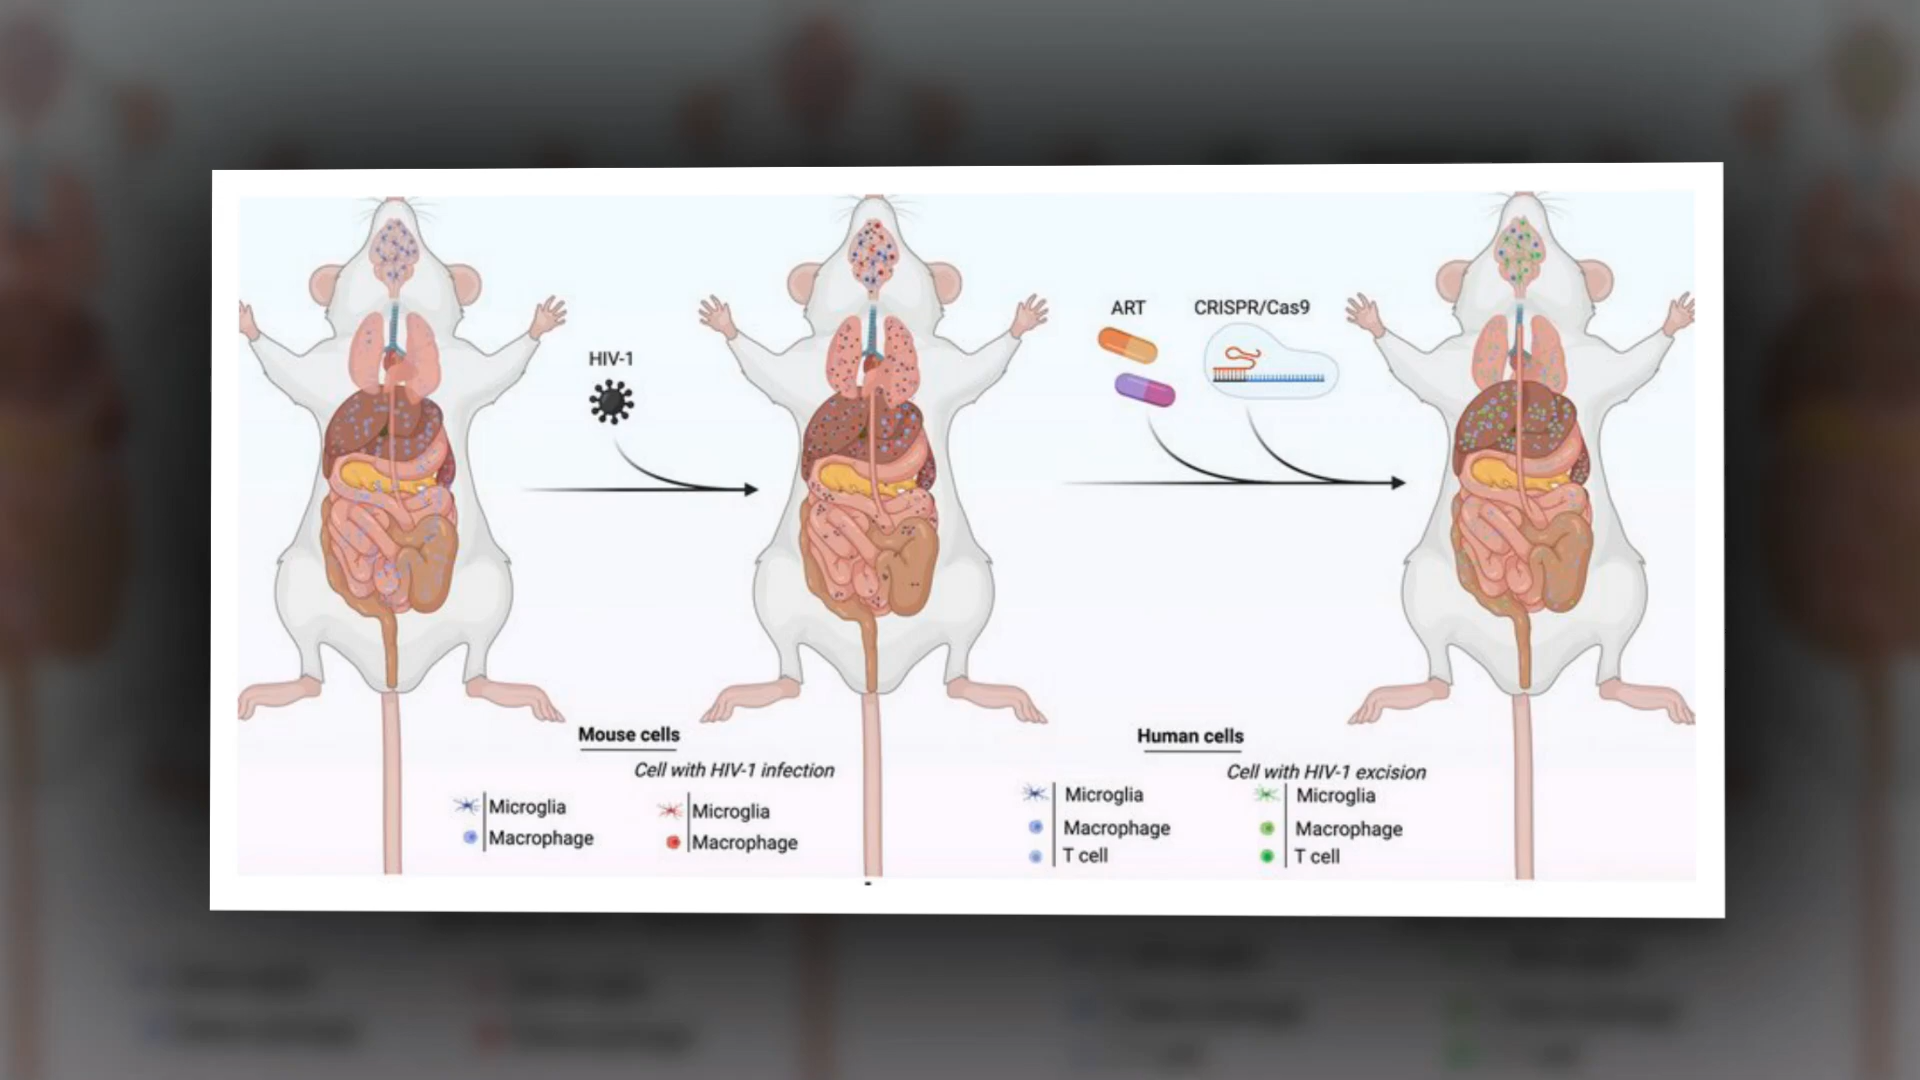 HIV-1
ART
CRISPR/Cas9
Mouse cells
Cell with HIV-1 infection
Microglia
Macrophage
Microglia
Macrophage
Human cells
Cell with HIV-1 excision
Microglia
Macrophage
T cell
Microglia
Macrophage
T cell